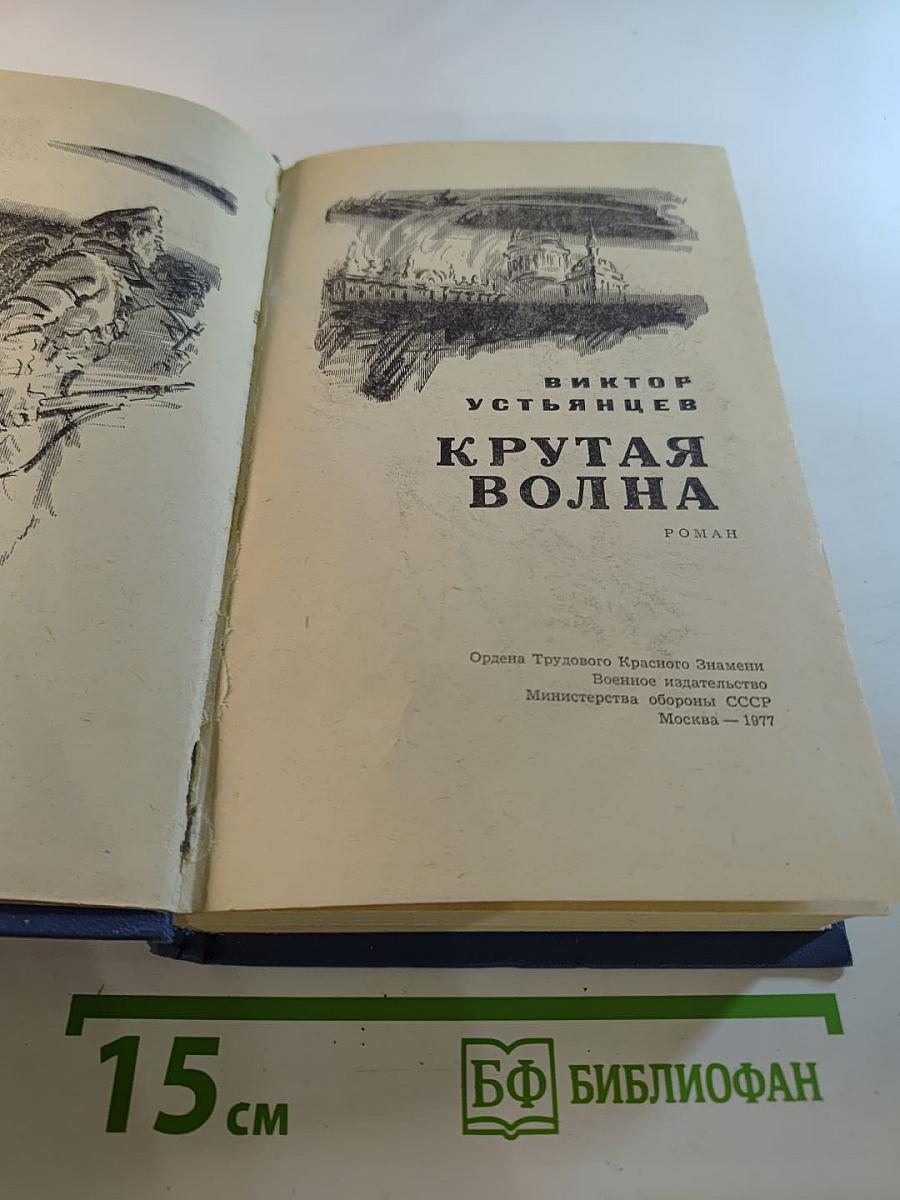 ВИКТОР
УСТЬЯНЦЕВ
КРУТАЯ
ВОЛНА
РОМАН
Ордена Трудового Красного Знамени
Военное издательство
Министерства обороны СССР
Москва — 1977
15 см
БФ БИБЛИОФАН